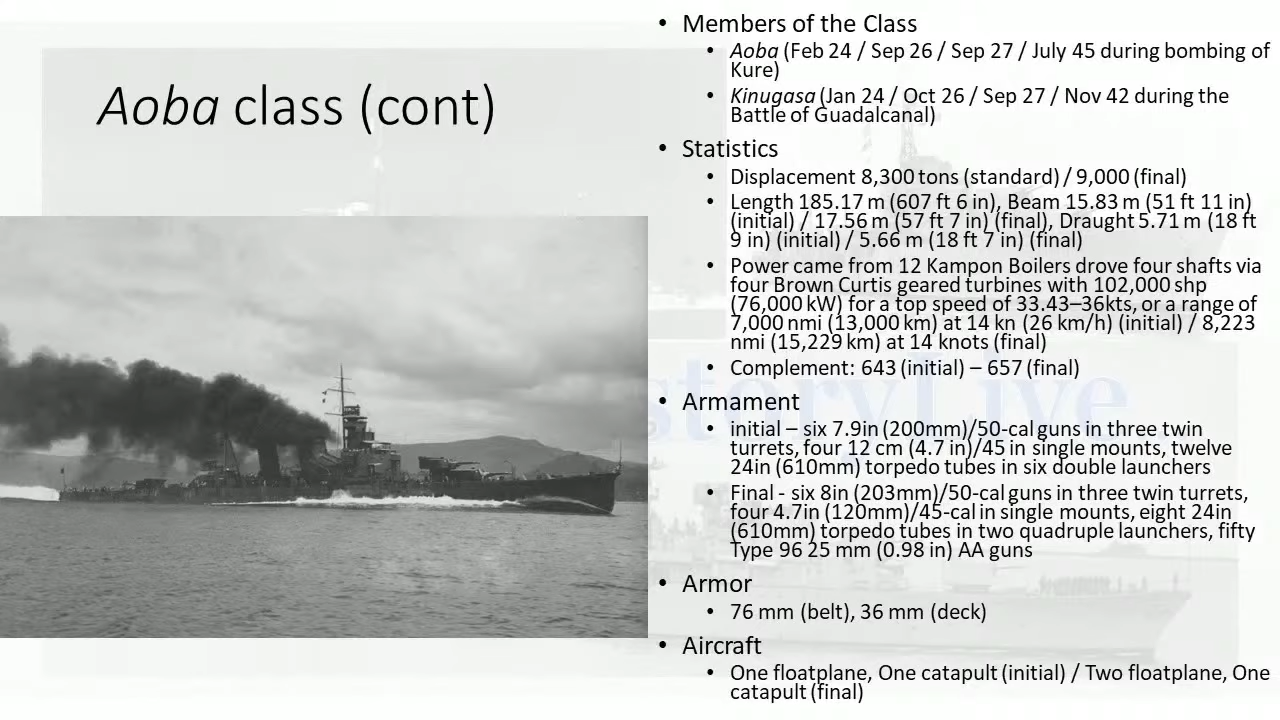 Aoba class (cont)
• Members of the Class
• Aoba (Feb 24 / Sep 26 / Sep 27 / July 45 during bombing of
Kure)
• Kinugasa (Jan 24 / Oct 26 / Sep 27 / Nov 42 during the
Battle of Guadalcanal)
• Statistics
• Displacement 8,300 tons (standard) / 9,000 (final)
• Length 185.17 m (607 ft 6 in), Beam 15.83 m (51 ft 11 in)
(initial) / 17.56 m (57 ft 7 in) (final), Draught 5.71 m (18 ft
9 in) (initial) / 5.66 m (18 ft 7 in) (final)
• Power came from 12 Kampon Boilers drove four shafts via
four Brown Curtis geared turbines with 102,000 shp
(76,000 kW) for a top speed of 33.43–36kts, or a range of
7,000 nmi (13,000 km) at 14 kn (26 km/h) (initial) / 8,223
nmi (15,229 km) at 14 knots (final)
• Complement: 643 (initial) – 657 (final)
• Armament
• initial – six 7.9in (200mm)/50-cal guns in three twin
turrets, four 12 cm (4.7 in)/45 in single mounts, twelve
24in (610mm) torpedo tubes in six double launchers
• Final - six 8in (203mm)/50-cal guns in three twin turrets,
four 4.7in (120mm)/45-cal in single mounts, eight 24in
(610mm) torpedo tubes in two quadruple launchers, fifty
Type 96 25 mm (0.98 in) AA guns
• Armor
• 76 mm (belt), 36 mm (deck)
• Aircraft
• One floatplane, One catapult (initial) / Two floatplane, One
catapult (final)